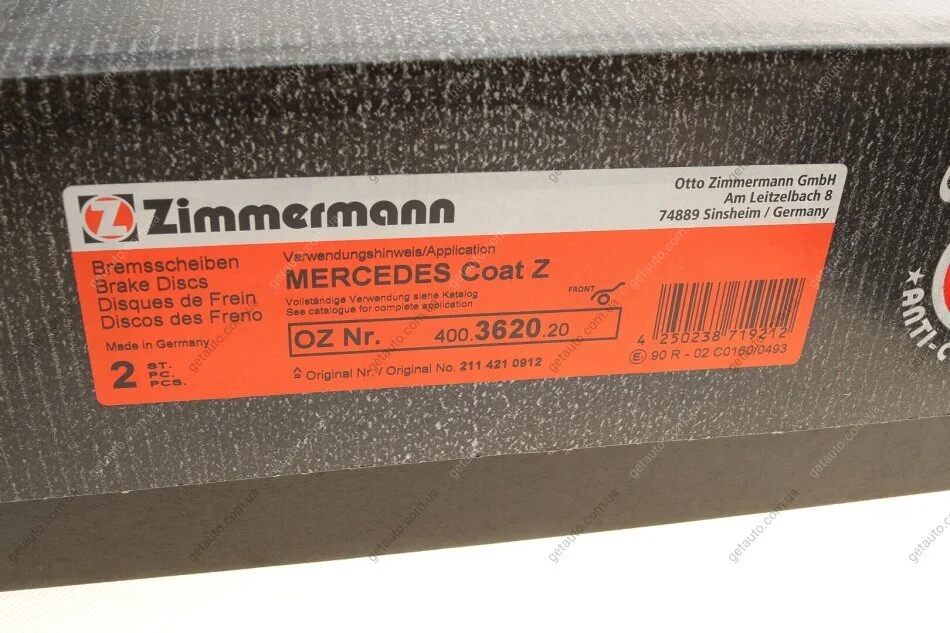 Zimmermann
Otto Zimmermann GmbH
Am Leitzelbach 8
74889 Sinsheim / Germany
Bremsscheiben
Brake Discs
Disques de Frein
Discos des Freno
Made in Germany
2 ST.
PC.
PCS.
Verwendungshinweis/Application
MERCEDES Coat Z
Vollständige Verwendung siehe Katalog
See catalogue for complete application
FRONT
OZ Nr. 400.3620.20
≙ Original Nr. / Original No. 211 421 0912
4 250238 719212
E 90 R - 02 C0160/0493
ANTI-C
getauto.com.ua